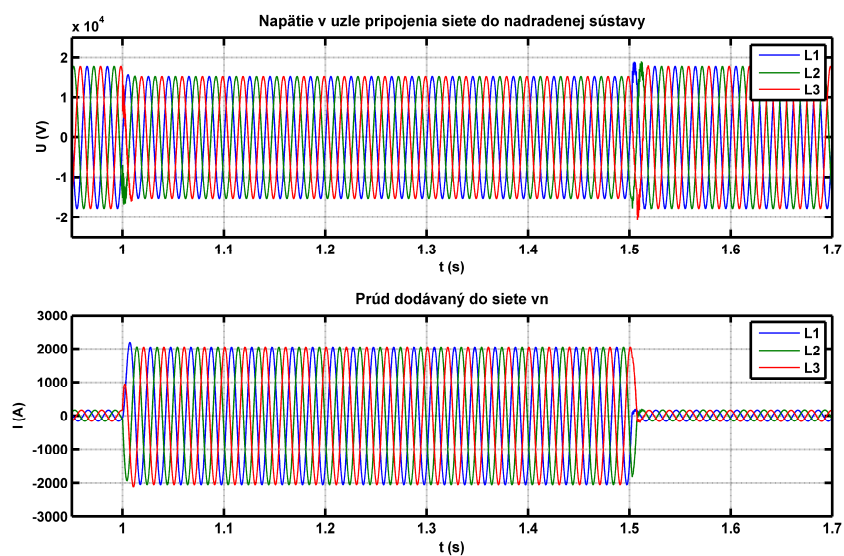 Napätie v uzle pripojenia siete do nadradenej sústavy
x 10⁴
2
1
0
-1
-2
U (V)
1
1.1
1.2
1.3
1.4
1.5
1.6
1.7
t (s)
L1
L2
L3
Prúd dodávaný do siete vn
3000
2000
1000
0
-1000
-2000
-3000
I (A)
1
1.1
1.2
1.3
1.4
1.5
1.6
1.7
t (s)
L1
L2
L3